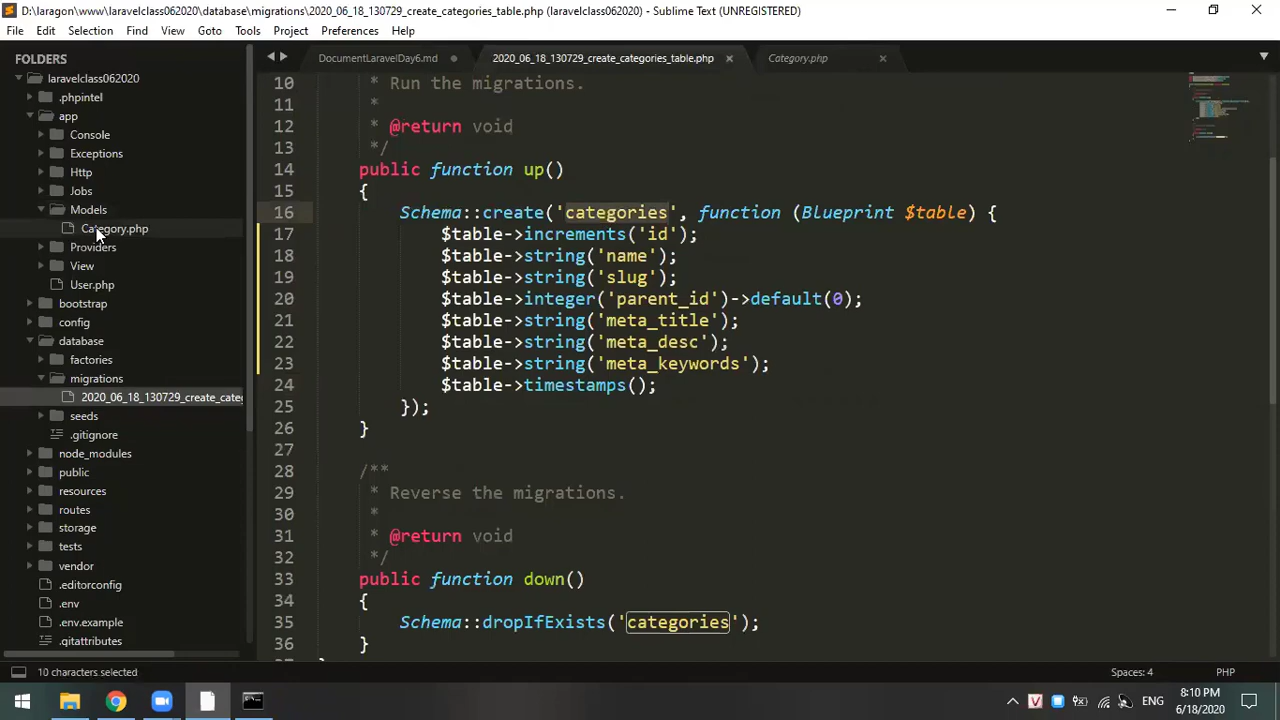 D:\laragon\www\laravelclass062020\database\migrations\2020_06_18_130729_create_categories_table.php (laravelclass062020) - Sublime Text (UNREGISTERED)
File Edit Selection Find View Goto Tools Project Preferences Help
FOLDERS
laravelclass062020
.phpintel
app
Console
Exceptions
Http
Jobs
Models
Category.php
Providers
View
User.php
bootstrap
config
database
factories
migrations
2020_06_18_130729_create_cate
seeds
.gitignore
node_modules
public
resources
routes
storage
tests
vendor
.editorconfig
.env
.env.example
.gitattributes
DocumentLaravelDay6.md 2020_06_18_130729_create_categories_table.php Category.php
10 * Run the migrations.
11 *
12 * @return void
13 */
14 public function up()
15 {
16 Schema::create('categories', function (Blueprint $table) {
17 $table->increments('id');
18 $table->string('name');
19 $table->string('slug');
20 $table->integer('parent_id')->default(0);
21 $table->string('meta_title');
22 $table->string('meta_desc');
23 $table->string('meta_keywords');
24 $table->timestamps();
25 });
26 }
27
28 /**
29 * Reverse the migrations.
30 *
31 * @return void
32 */
33 public function down()
34 {
35 Schema::dropIfExists('categories');
36 }
10 characters selected Spaces: 4 PHP
ENG 8:10 PM
6/18/2020